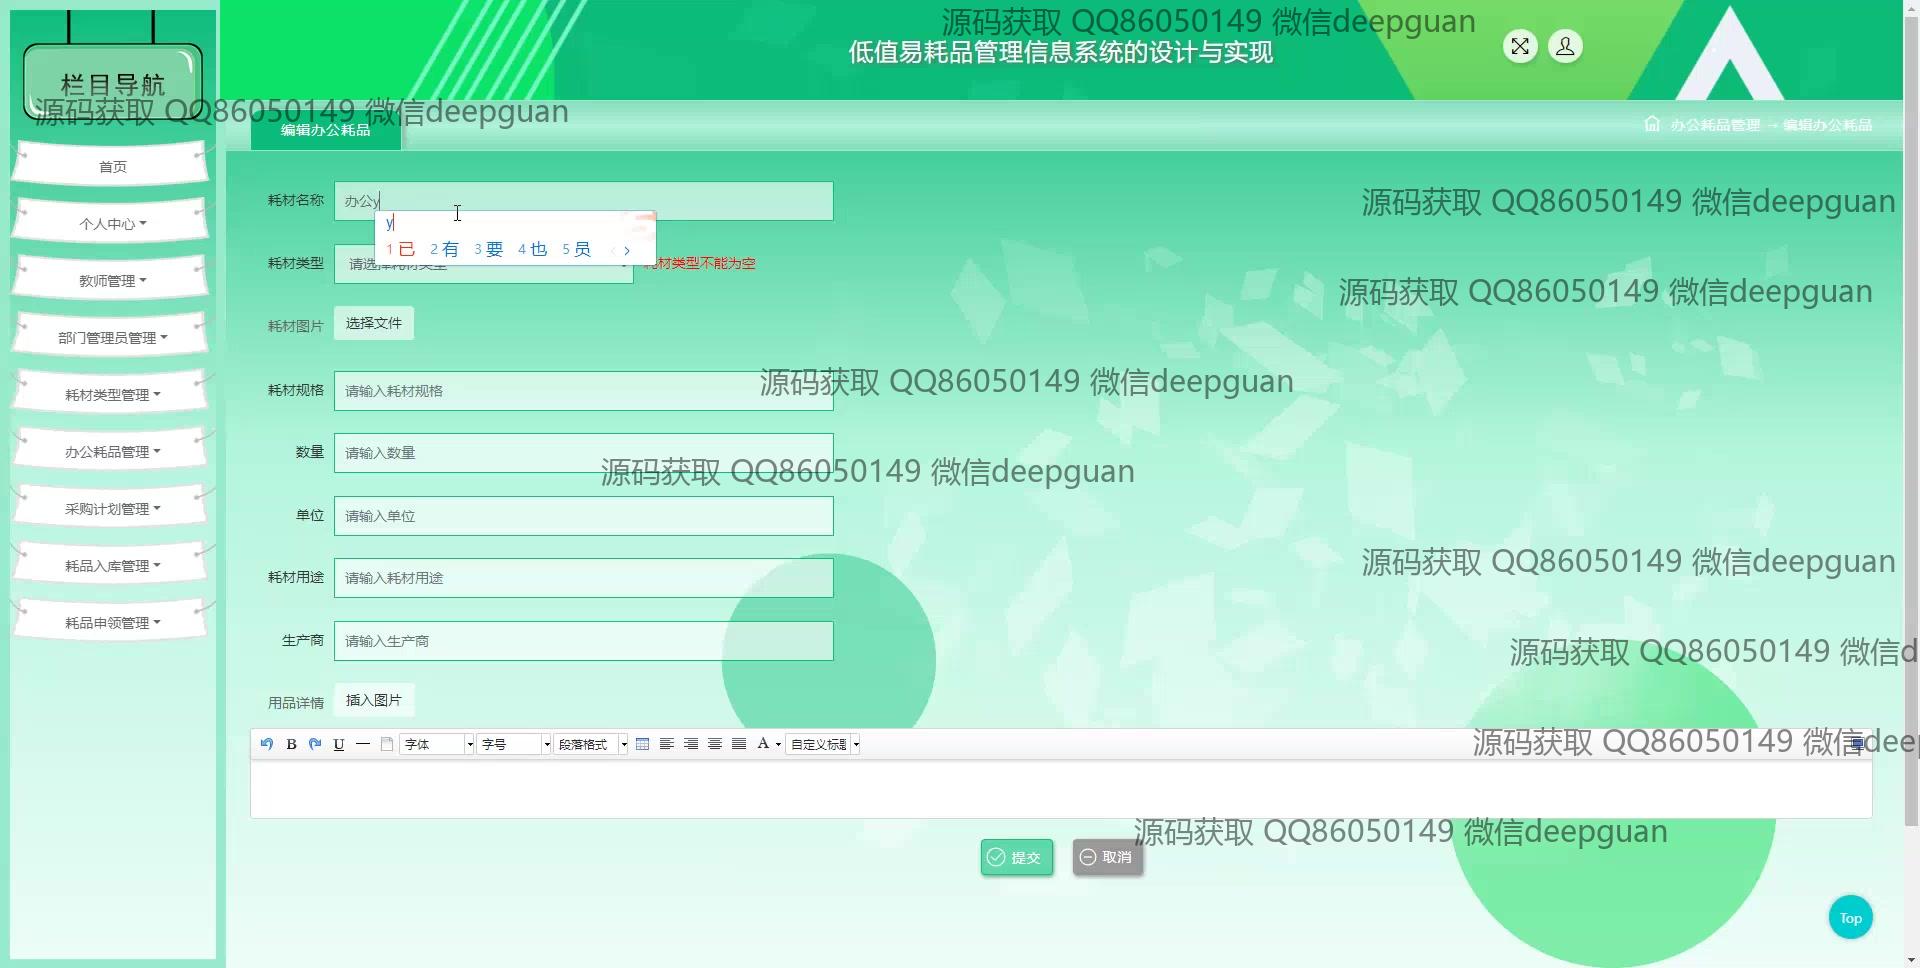 源码获取 QQ86050149 微信deepguan
低值易耗品管理信息系统的设计与实现
栏目导航
源码获取 QQ86050149 微信deepguan
编辑办公耗品
办公耗品管理 → 编辑办公耗品
首页
个人中心
教师管理
部门管理员管理
耗材类型管理
办公耗品管理
采购计划管理
耗品入库管理
耗品申领管理
耗材名称 办公y
y
1 已 2 有 3 要 4 也 5 员
源码获取 QQ86050149 微信deepguan
耗材类型 请选择耗材类型 耗材类型不能为空
源码获取 QQ86050149 微信deepguan
耗材图片 选择文件
耗材规格 请输入耗材规格
源码获取 QQ86050149 微信deepguan
数量 请输入数量
源码获取 QQ86050149 微信deepguan
单位 请输入单位
源码获取 QQ86050149 微信deepguan
耗材用途 请输入耗材用途
生产商 请输入生产商
源码获取 QQ86050149 微信d
用品详情 插入图片
B U 字体 字号 段落格式 A 自定义标题
源码获取 QQ86050149 微信deep
源码获取 QQ86050149 微信deepguan
提交 取消
Top